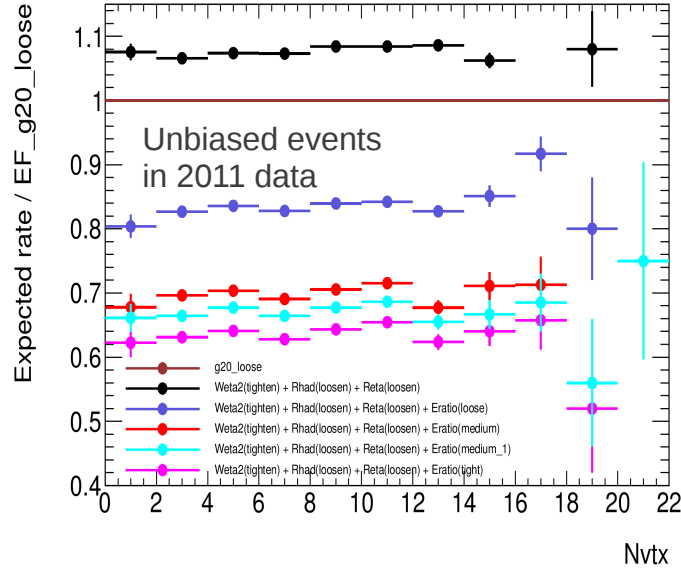 Expected rate / EF_g20_loose
1.1
1
0.9
0.8
0.7
0.6
0.5
0.4
Unbiased events
in 2011 data
g20_loose
Weta2(tighten) + Rhad(loosen) + Reta(loosen)
Weta2(tighten) + Rhad(loosen) + Reta(loosen) + Eratio(loose)
Weta2(tighten) + Rhad(loosen) + Reta(loosen) + Eratio(medium)
Weta2(tighten) + Rhad(loosen) + Reta(loosen) + Eratio(medium_1)
Weta2(tighten) + Rhad(loosen) + Reta(loosen) + Eratio(tight)
0 2 4 6 8 10 12 14 16 18 20 22
Nvtx